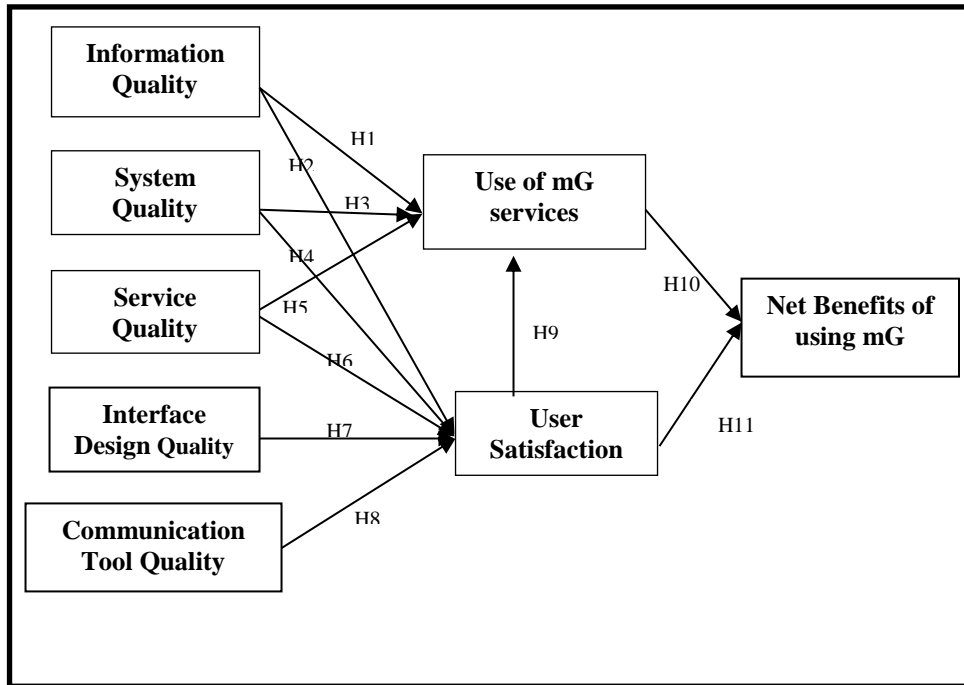 Information
Quality
H1
H2
System
Quality
Use of mG
services
H3
H4
Service
Quality
H5
H10
Net Benefits of
using mG
H9
H6
Interface
Design Quality
H7
User
Satisfaction
H11
Communication
Tool Quality
H8